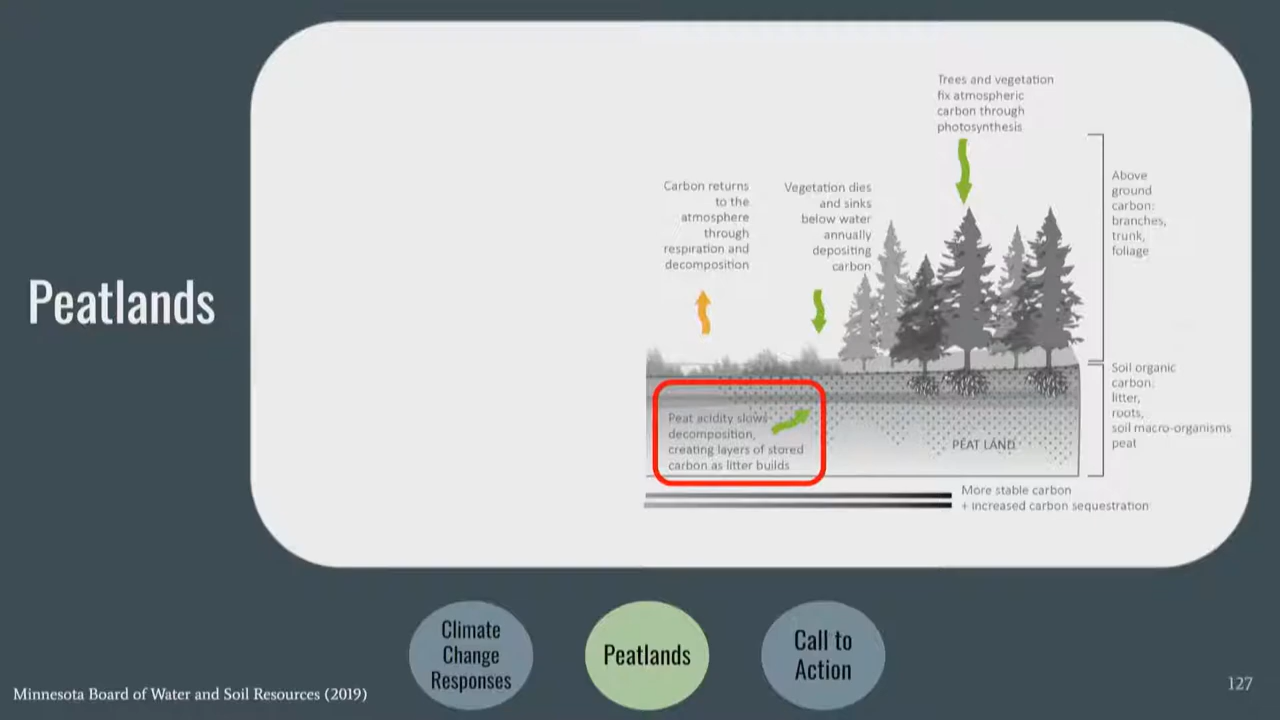 Peatlands
Trees and vegetation
fix atmospheric
carbon through
photosynthesis
Carbon returns
to the
atmosphere
through
respiration and
decomposition
Vegetation dies
and sinks
below water
annually
depositing
carbon
Above
ground
carbon:
branches,
trunk,
foliage
Peat acidity slows
decomposition,
creating layers of stored
carbon as litter builds
PEAT LAND
Soil organic
carbon:
litter,
roots,
soil macro-organisms
peat
More stable carbon
+ increased carbon sequestration
Climate
Change
Responses
Peatlands
Call to
Action
Minnesota Board of Water and Soil Resources (2019)
127